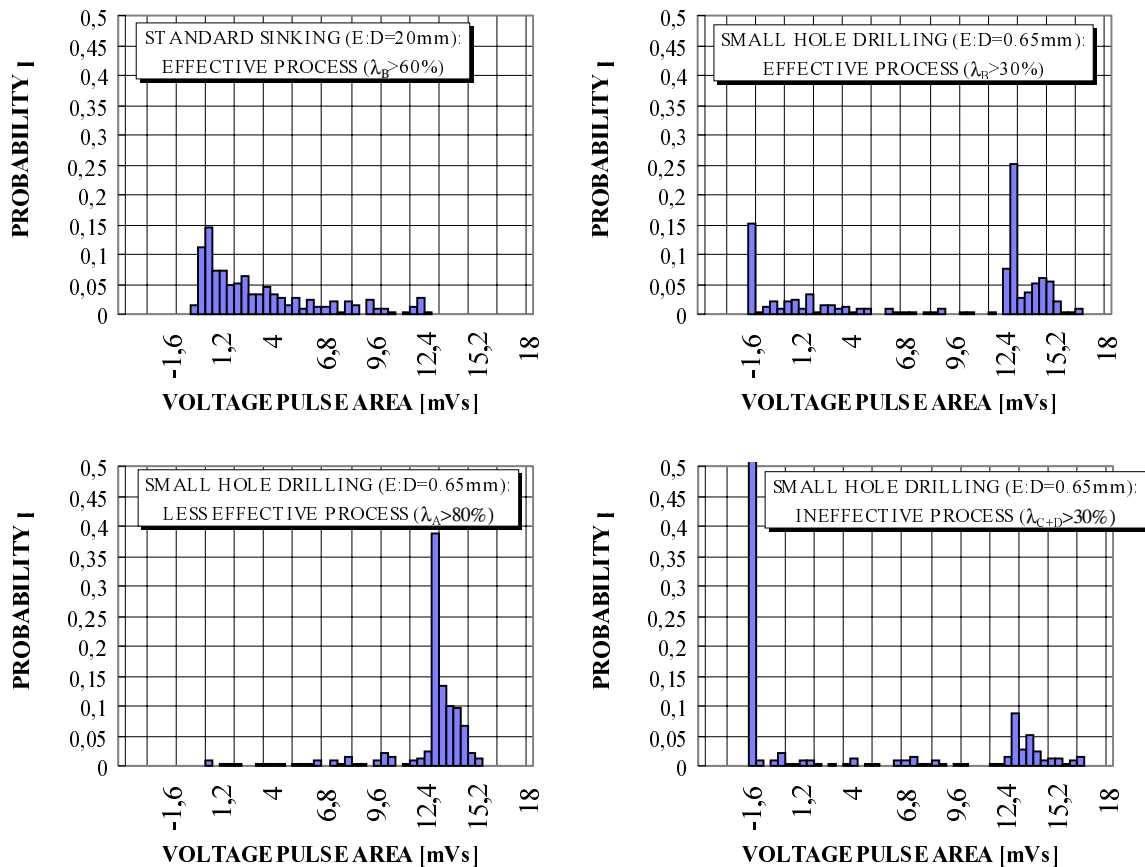 STANDARD SINKING (E:D=20mm):
EFFECTIVE PROCESS (λB>60%)
PROBABILITY 1
0,5
0,45
0,4
0,35
0,3
0,25
0,2
0,15
0,1
0,05
0
-1,6 1,2 4 6,8 9,6 12,4 15,2 18
VOLTAGE PULSE AREA [mVs]
SMALL HOLE DRILLING (E:D=0.65mm):
EFFECTIVE PROCESS (λB>30%)
PROBABILITY 1
0,5
0,45
0,4
0,35
0,3
0,25
0,2
0,15
0,1
0,05
0
-1,6 1,2 4 6,8 9,6 12,4 15,2 18
VOLTAGE PULSE AREA [mVs]
SMALL HOLE DRILLING (E:D=0.65mm):
LESS EFFECTIVE PROCESS (λA>80%)
PROBABILITY 1
0,5
0,45
0,4
0,35
0,3
0,25
0,2
0,15
0,1
0,05
0
-1,6 1,2 4 6,8 9,6 12,4 15,2 18
VOLTAGE PULSE AREA [mVs]
SMALL HOLE DRILLING (E:D=0.65mm):
INEFFECTIVE PROCESS (λC+D>30%)
PROBABILITY 1
0,5
0,45
0,4
0,35
0,3
0,25
0,2
0,15
0,1
0,05
0
-1,6 1,2 4 6,8 9,6 12,4 15,2 18
VOLTAGE PULSE AREA [mVs]